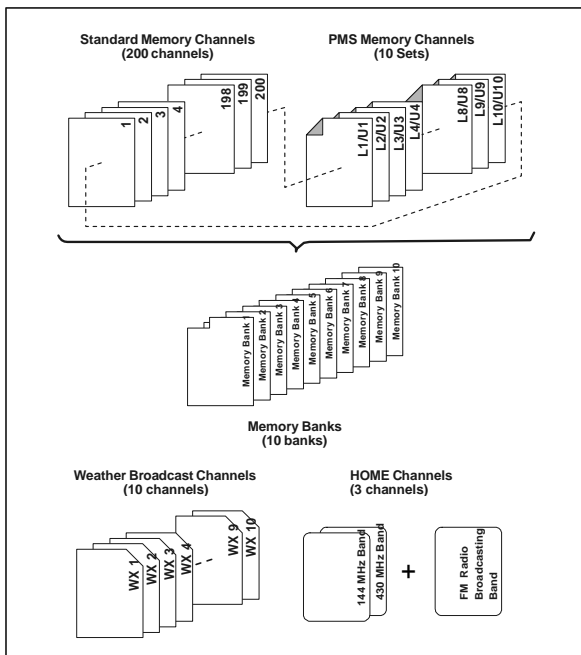 Standard Memory Channels
(200 channels)
PMS Memory Channels
(10 Sets)
1
2
3
4
198
199
200
L1/U1
L2/U2
L3/U3
L4/U4
L8/U8
L9/U9
L10/U10
Memory Bank 1
Memory Bank 2
Memory Bank 3
Memory Bank 4
Memory Bank 5
Memory Bank 6
Memory Bank 7
Memory Bank 8
Memory Bank 9
Memory Bank 10
Memory Banks
(10 banks)
Weather Broadcast Channels
(10 channels)
HOME Channels
(3 channels)
WX 1
WX 2
WX 3
WX 4
WX 9
WX 10
144 MHz Band
430 MHz Band
+
FM Radio
Broadcasting
Band